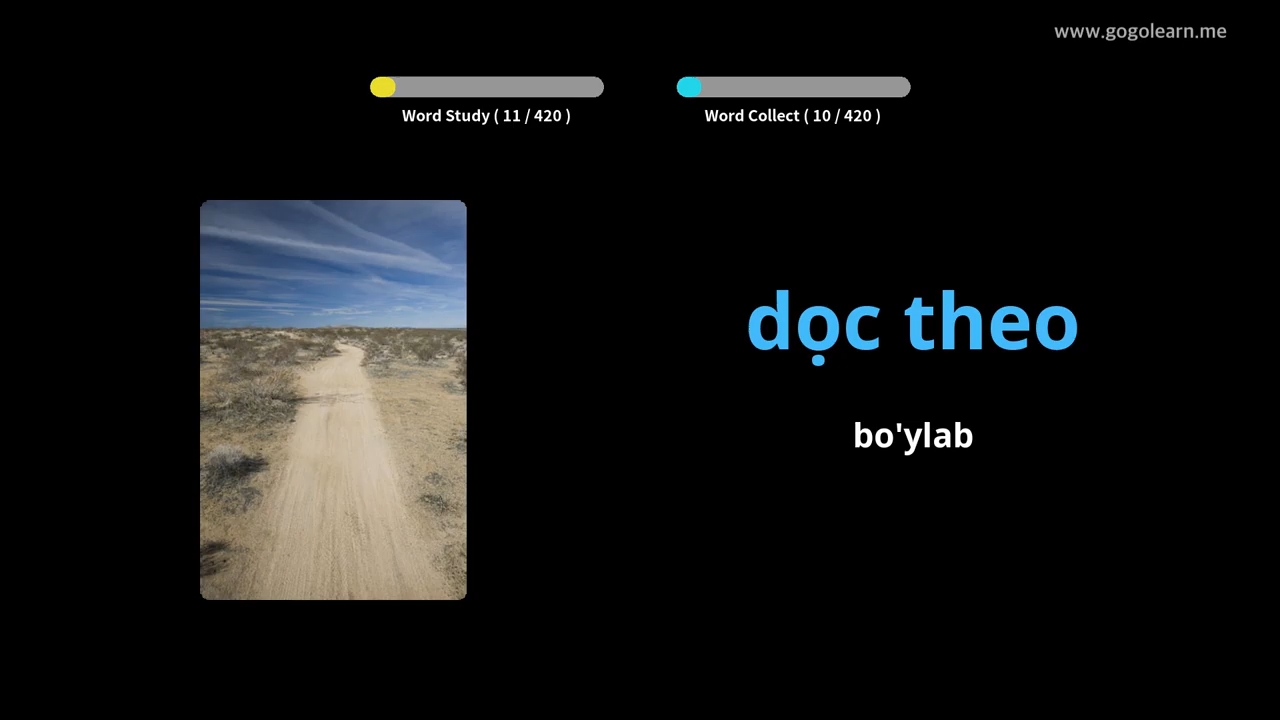 www.gogolearn.me
Word Study ( 11 / 420 )
Word Collect ( 10 / 420 )
dọc theo
bo'ylab